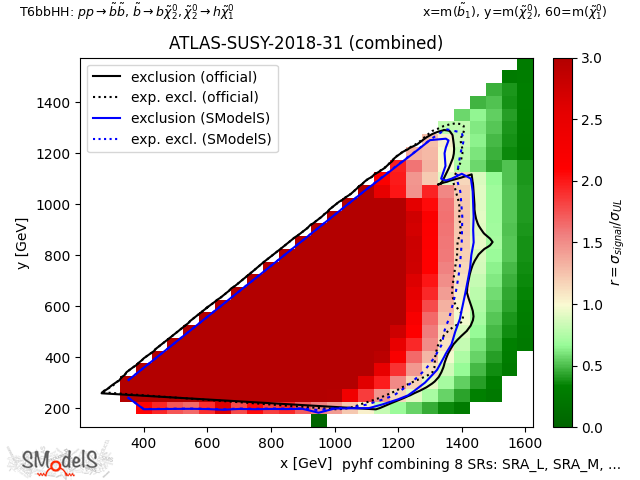 T6bbHH: pp → b̃b̃, b̃ → bχ̃⁰₂, χ̃⁰₂ → hχ̃⁰₁
x=m(b̃₁), y=m(χ̃⁰₂), 60=m(χ̃⁰₁)
ATLAS-SUSY-2018-31 (combined)
exclusion (official)
exp. excl. (official)
exclusion (SModelS)
exp. excl. (SModelS)
1400
1200
1000
800
600
400
200
y [GeV]
400 600 800 1000 1200 1400 1600
x [GeV]
pyhf combining 8 SRs: SRA_L, SRA_M, ...
3.0
2.5
2.0
1.5
1.0
0.5
0.0
r = σsignal/σUL
SModelS